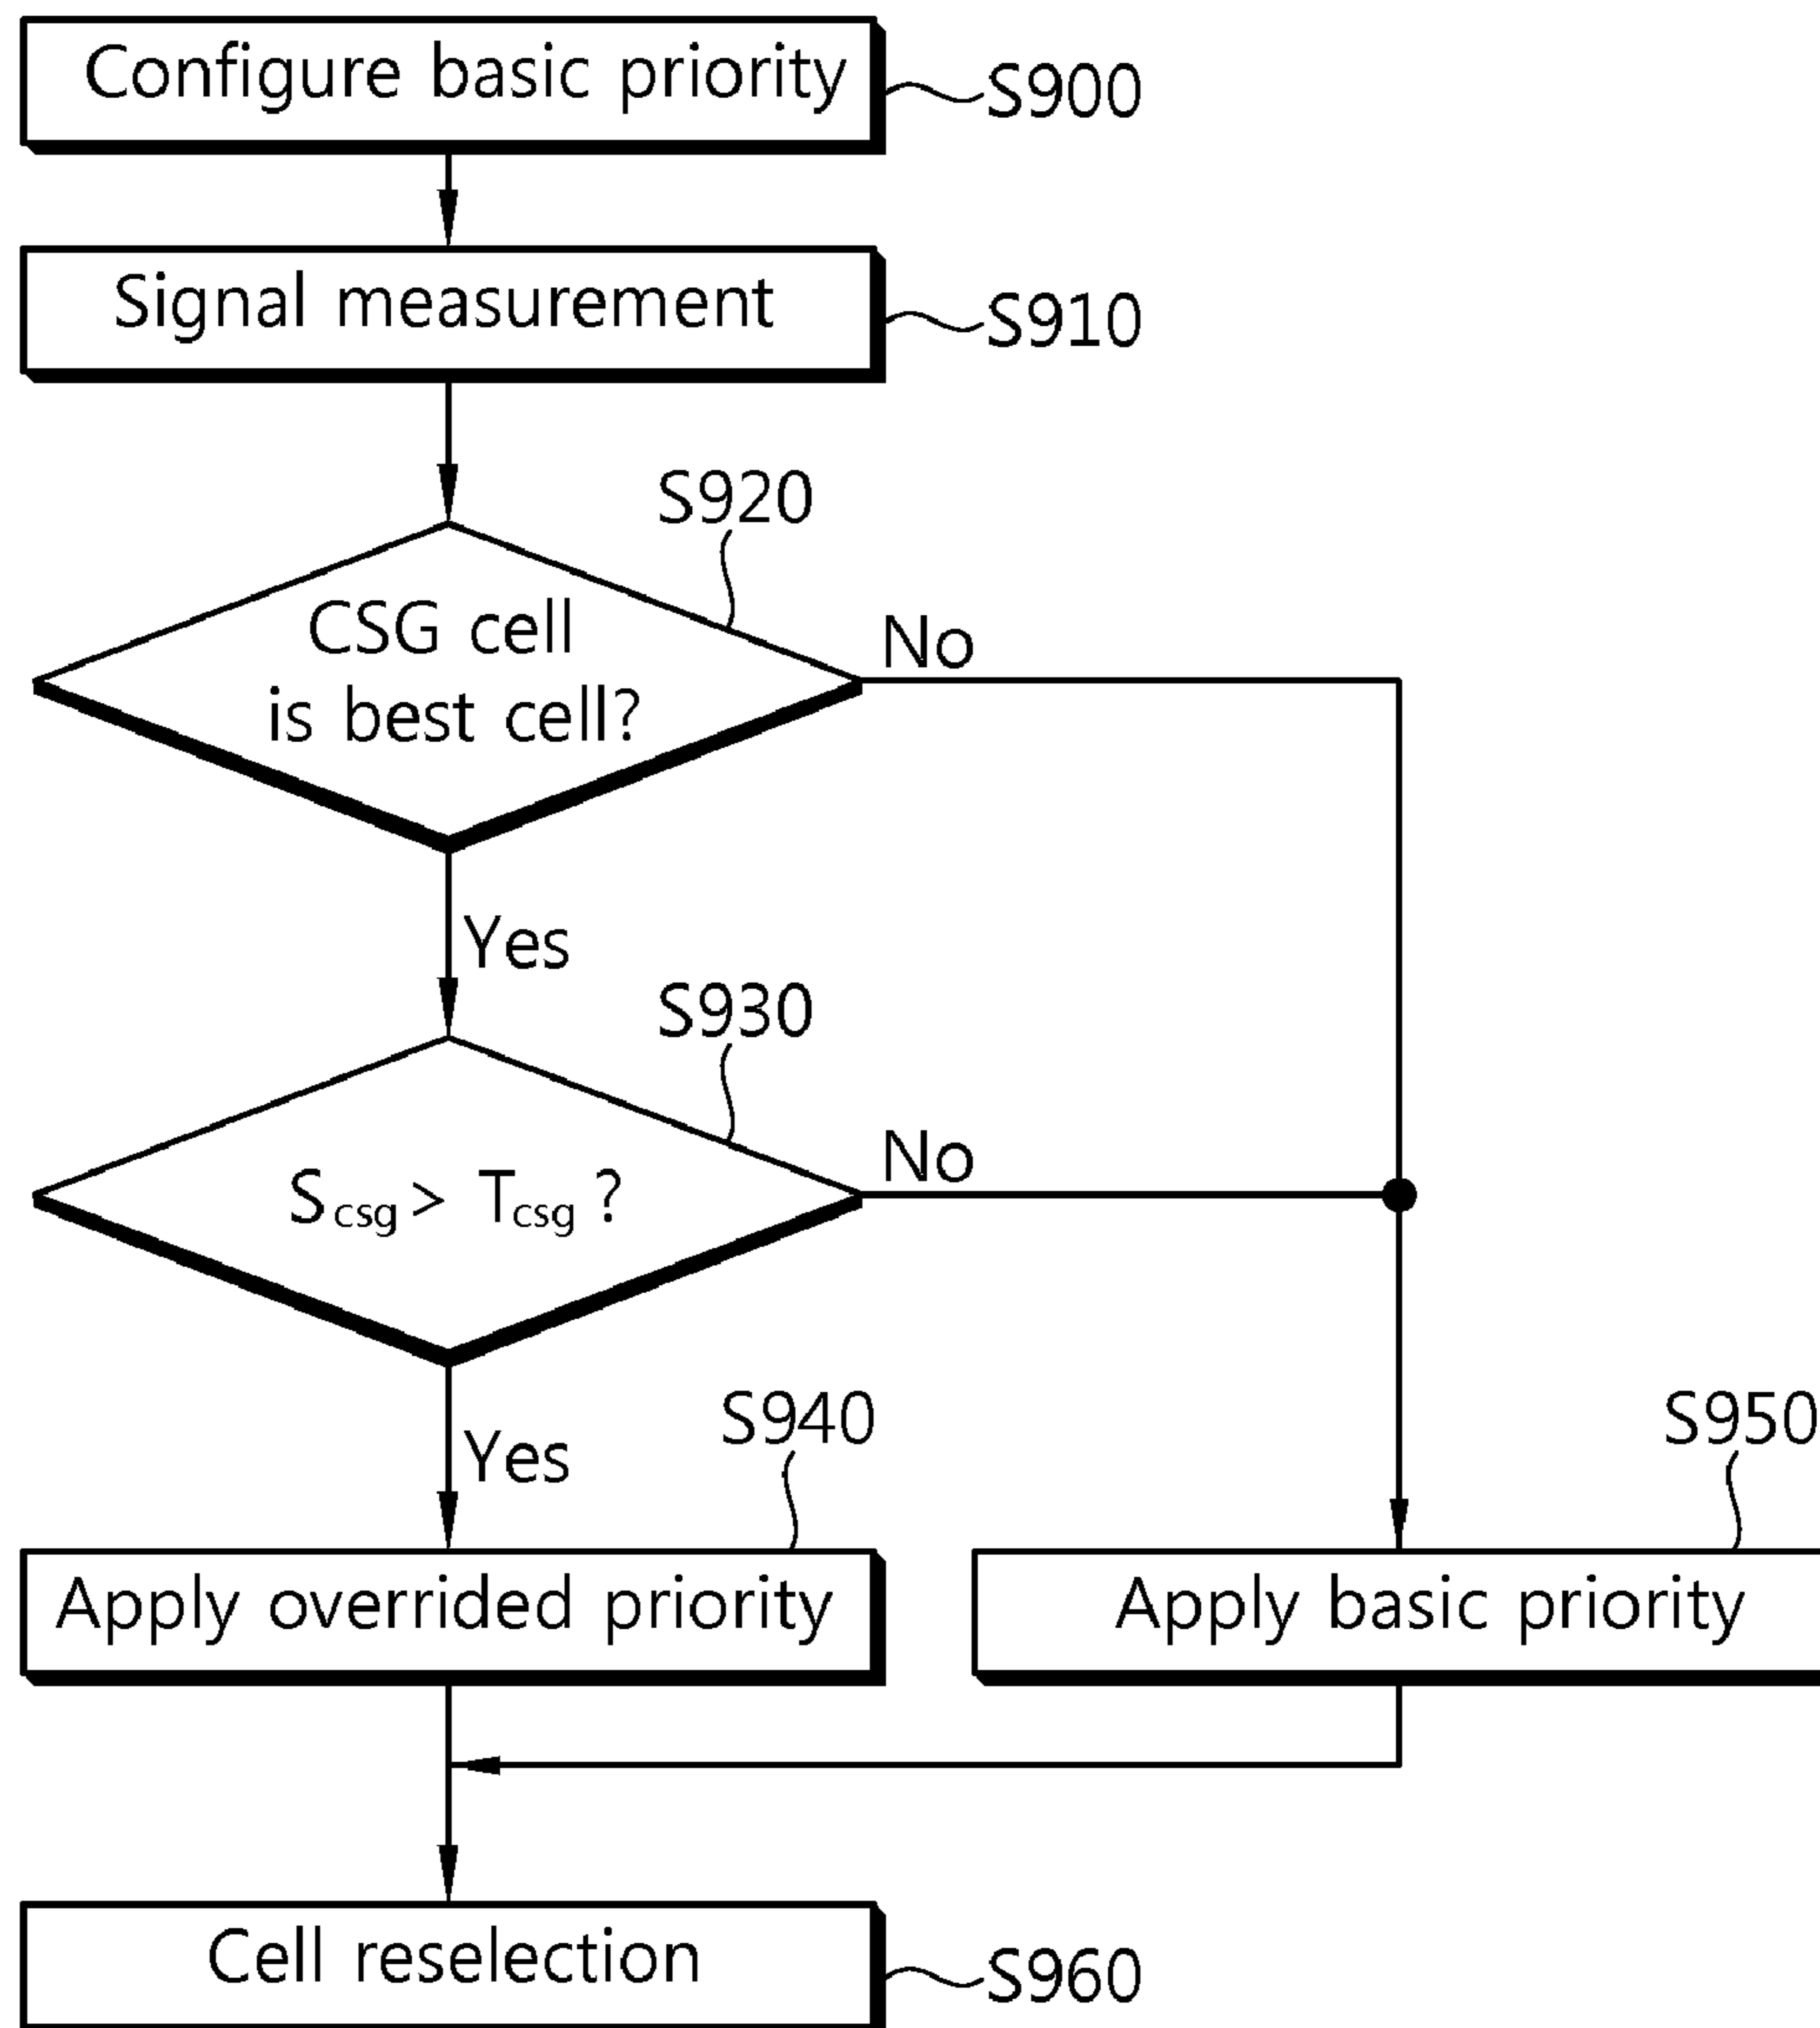 Configure basic priority
S900
Signal measurement
S910
S920
CSG cell
is best cell?
No
Yes
S930
Scsg > Tcsg ?
No
Yes
S940
S950
Apply overrided priority
Apply basic priority
Cell reselection
S960